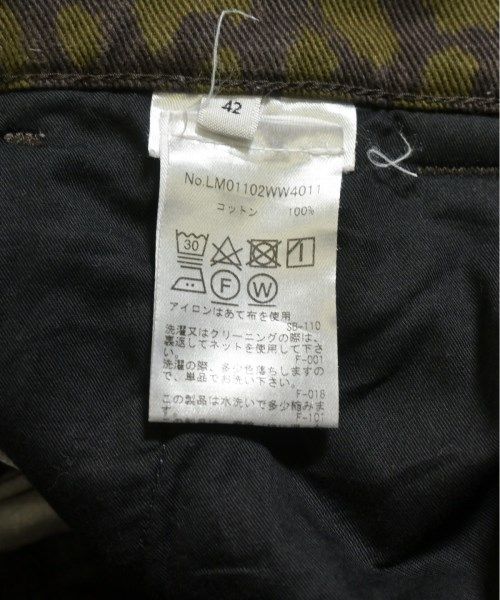 42
No.LM01102WW4011
コットン 100%
30
F W
アイロンはあて布を使用
SB-110
洗濯又はクリーニングの際は、
裏返してネットを使用して下さい。
F-001
洗濯の際、多少色落ちしますので、単品でお洗い下さい。
F-018
この製品は水洗いで多少縮みます。
F-101